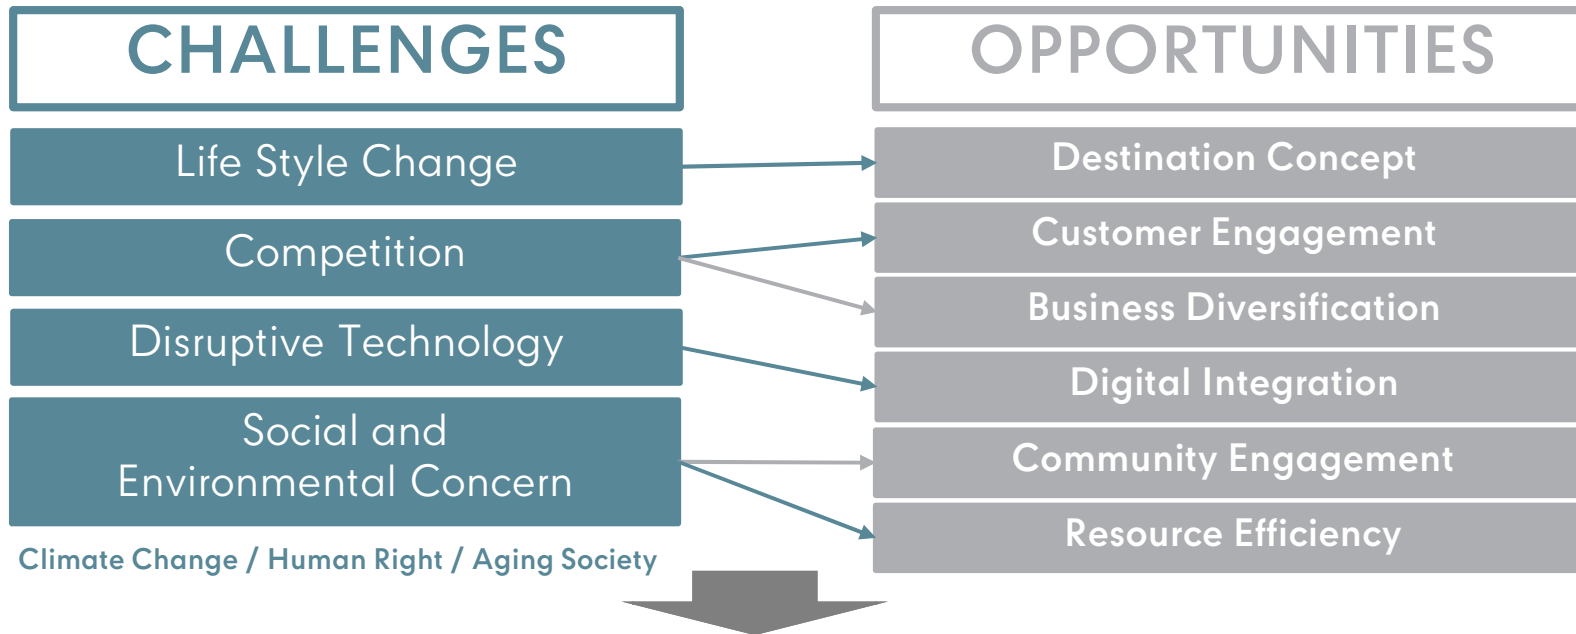 CHALLENGES
Life Style Change
Competition
Disruptive Technology
Social and
Environmental Concern
Climate Change / Human Right / Aging Society
OPPORTUNITIES
Destination Concept
Customer Engagement
Business Diversification
Digital Integration
Community Engagement
Resource Efficiency